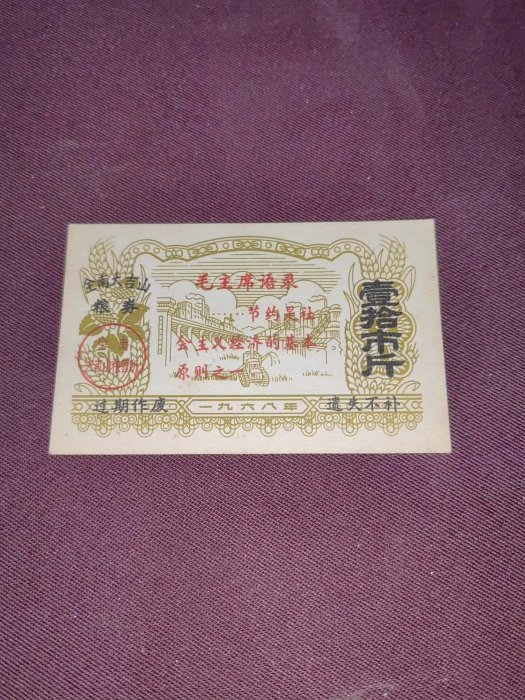 全南大吉山
粮券
壹拾市斤
毛主席语录
……节约是社
会主义经济的基本
原则之一
过期作废
一九六八年
遗失不补